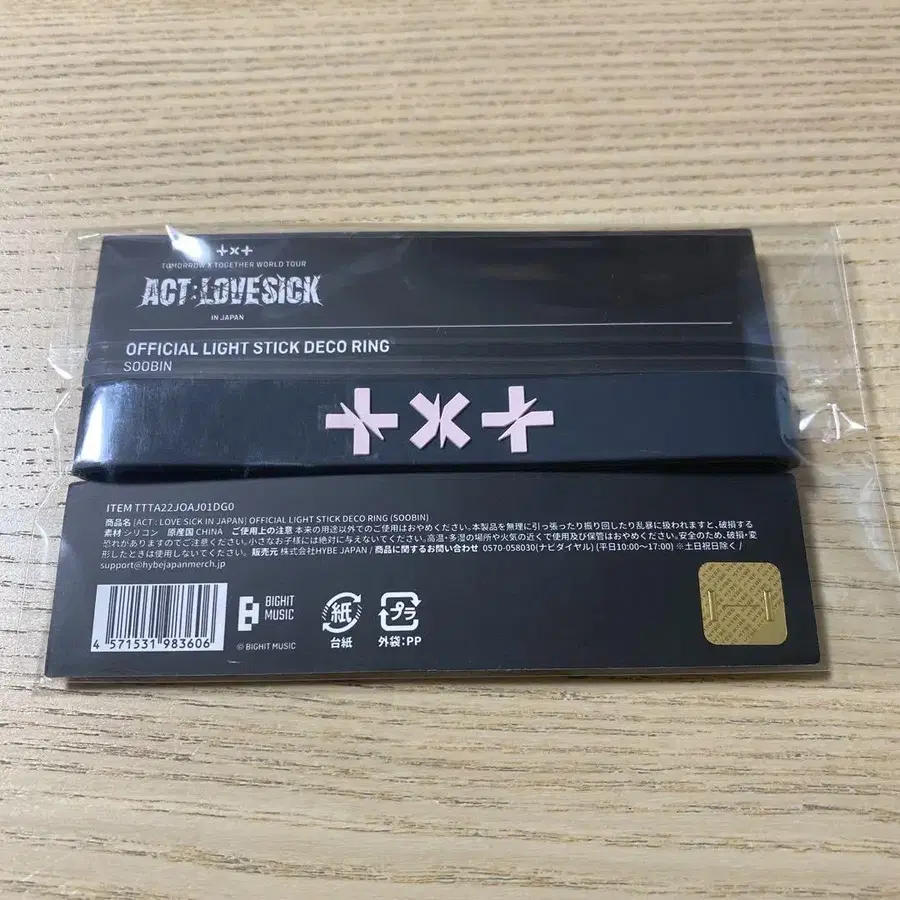 +×+
TOMORROW X TOGETHER WORLD TOUR
ACT : LOVE SICK
IN JAPAN
OFFICIAL LIGHT STICK DECO RING
SOOBIN
+×+
ITEM TTTA22JOAJ01DG0
商品名 [ACT : LOVE SICK IN JAPAN] OFFICIAL LIGHT STICK DECO RING (SOOBIN)
素材 シリコン 原産国 CHINA ご使用上の注意 本来の用途以外でのご使用はおやめください。本製品を無理に引っ張ったり振り回したり乱暴に扱われますと、破損する
恐れがありますのでご注意ください。小さなお子様には絶対に与えないでください。高温・多湿の場所や火気の近くで使用及び保管はおやめください。安全のため、破損・変
形したときは使用しないでください。 販売元 株式会社HYBE JAPAN / 商品に関するお問い合わせ 0570-058030(ナビダイヤル) (平日10:00～17:00) ※土日祝日除く /
support@hybejapanmerch.jp
4 571531 983606
BIGHIT
MUSIC
© BIGHIT MUSIC
紙
台紙
プラ
外袋:PP